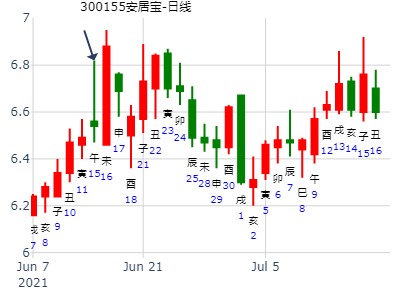 300155安居宝-日线
7
6.8
6.6
6.4
6.2
6
戌
7
亥
8
子
9
丑
10
寅
11
午
15
未
16
申
17
酉
18
子
21
丑
22
寅
23
卯
24
辰
25
未
28
申
29
酉
30
戌
1
亥
2
寅
5
卯
6
辰
7
巳
8
午
9
酉
12
戌
13
亥
14
子
15
丑
16
Jun 7
Jun 21
Jul 5
2021